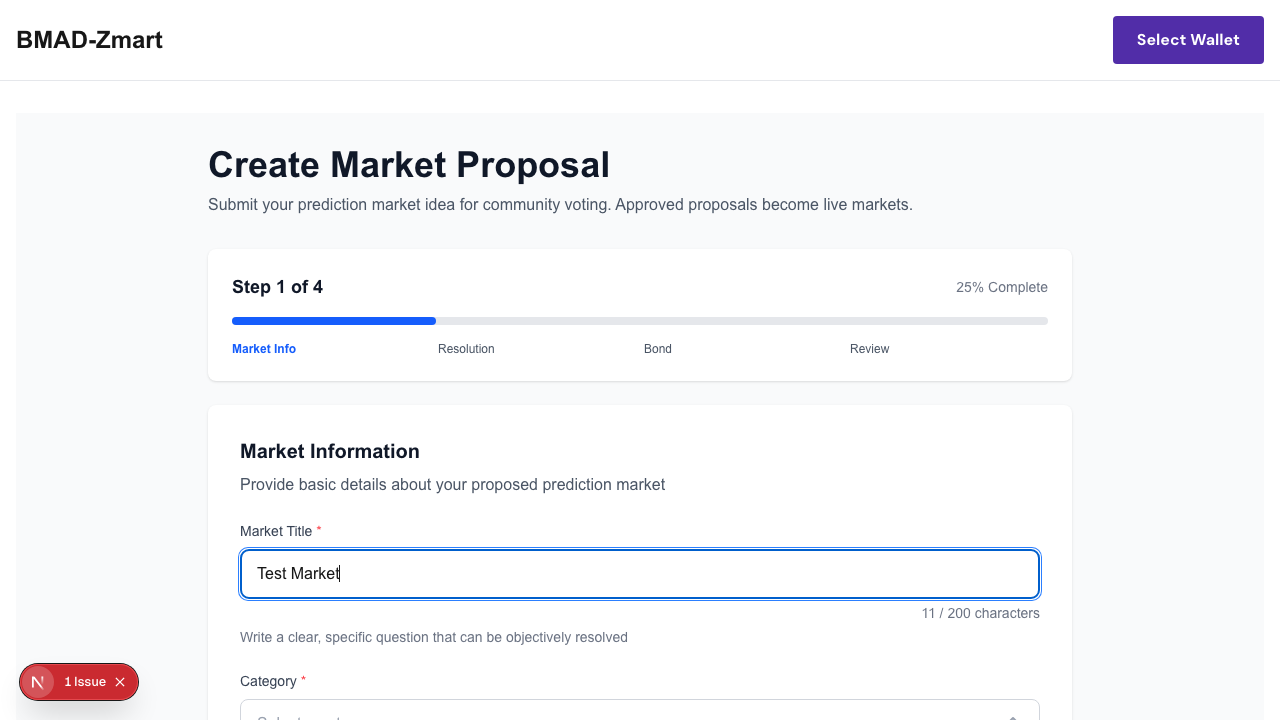 BMAD-Zmart
Select Wallet
Create Market Proposal
Submit your prediction market idea for community voting. Approved proposals become live markets.
Step 1 of 4
25% Complete
Market Info
Resolution
Bond
Review
Market Information
Provide basic details about your proposed prediction market
Market Title *
Test Market
11 / 200 characters
Write a clear, specific question that can be objectively resolved
N
1 Issue
Category *